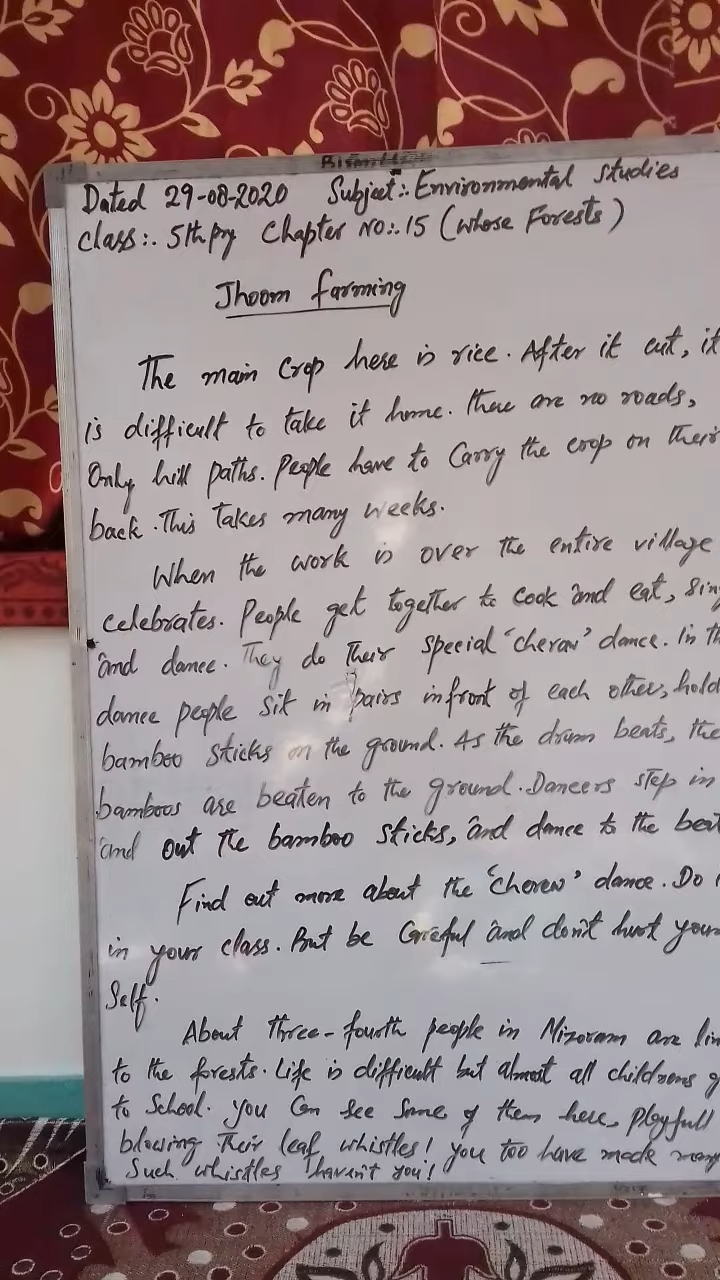 Dated 29-08-2020 Subject:. Environmental Studies
Class:. 5th pry Chapter No:. 15 (Whose Forests)
Jhoom farming
The main Crop here is rice. After it cut, it
is difficult to take it home. there are no roads,
Only hill paths. People have to Carry the crop on their
back. This takes many weeks.
When the work is over the entire village
celebrates. People get together to Cook and eat, Sing
and dance. They do their special 'cheraw' dance. In th
dance people sit in pairs infront of each other, hold
bamboo sticks on the ground. As the drum beats, the
bamboos are beaten to the ground. Dancers step in
and out the bamboo sticks, and dance to the beat
Find out more about the 'Cherew' dance. Do
in your class. But be Careful and don't hurt your
Self.
About three-fourth people in Mizoram are lin
to the forests. Life is difficult but almost all childrens g
to School. You Can See Some of them here, Playfull
blowing Their leaf whistles! you too have made many
Such whistles haven't you!